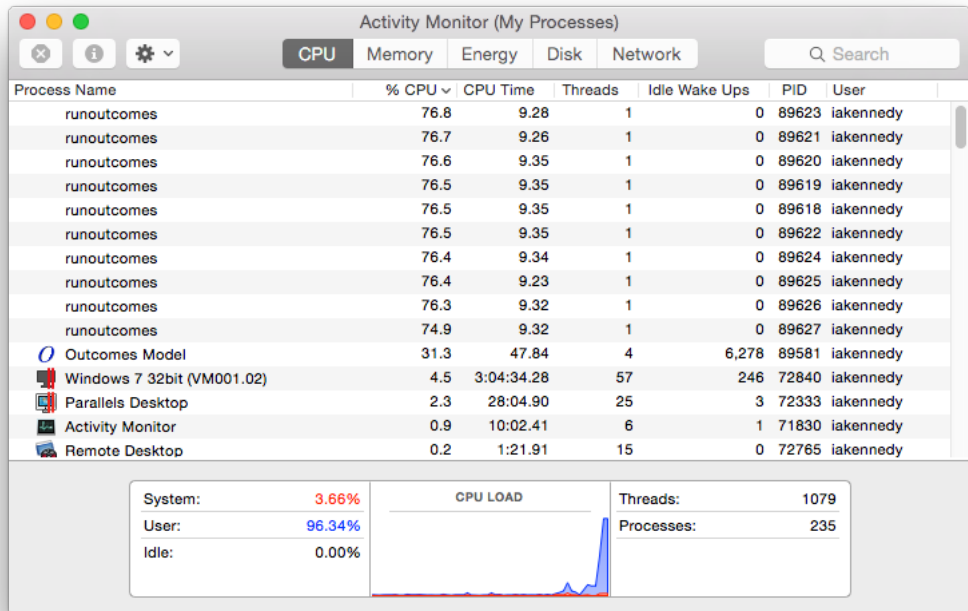 Activity Monitor (My Processes)
CPU Memory Energy Disk Network Search
Process Name % CPU CPU Time Threads Idle Wake Ups PID User
runoutcomes 76.8 9.28 1 0 89623 iakennedy
runoutcomes 76.7 9.26 1 0 89621 iakennedy
runoutcomes 76.6 9.35 1 0 89620 iakennedy
runoutcomes 76.5 9.35 1 0 89619 iakennedy
runoutcomes 76.5 9.35 1 0 89618 iakennedy
runoutcomes 76.5 9.35 1 0 89622 iakennedy
runoutcomes 76.4 9.34 1 0 89624 iakennedy
runoutcomes 76.4 9.23 1 0 89625 iakennedy
runoutcomes 76.3 9.32 1 0 89626 iakennedy
runoutcomes 74.9 9.32 1 0 89627 iakennedy
Outcomes Model 31.3 47.84 4 6,278 89581 iakennedy
Windows 7 32bit (VM001.02) 4.5 3:04:34.28 57 246 72840 iakennedy
Parallels Desktop 2.3 28:04.90 25 3 72333 iakennedy
Activity Monitor 0.9 10:02.41 6 1 71830 iakennedy
Remote Desktop 0.2 1:21.91 15 0 72765 iakennedy
System: 3.66% CPU LOAD Threads: 1079
User: 96.34% Processes: 235
Idle: 0.00%